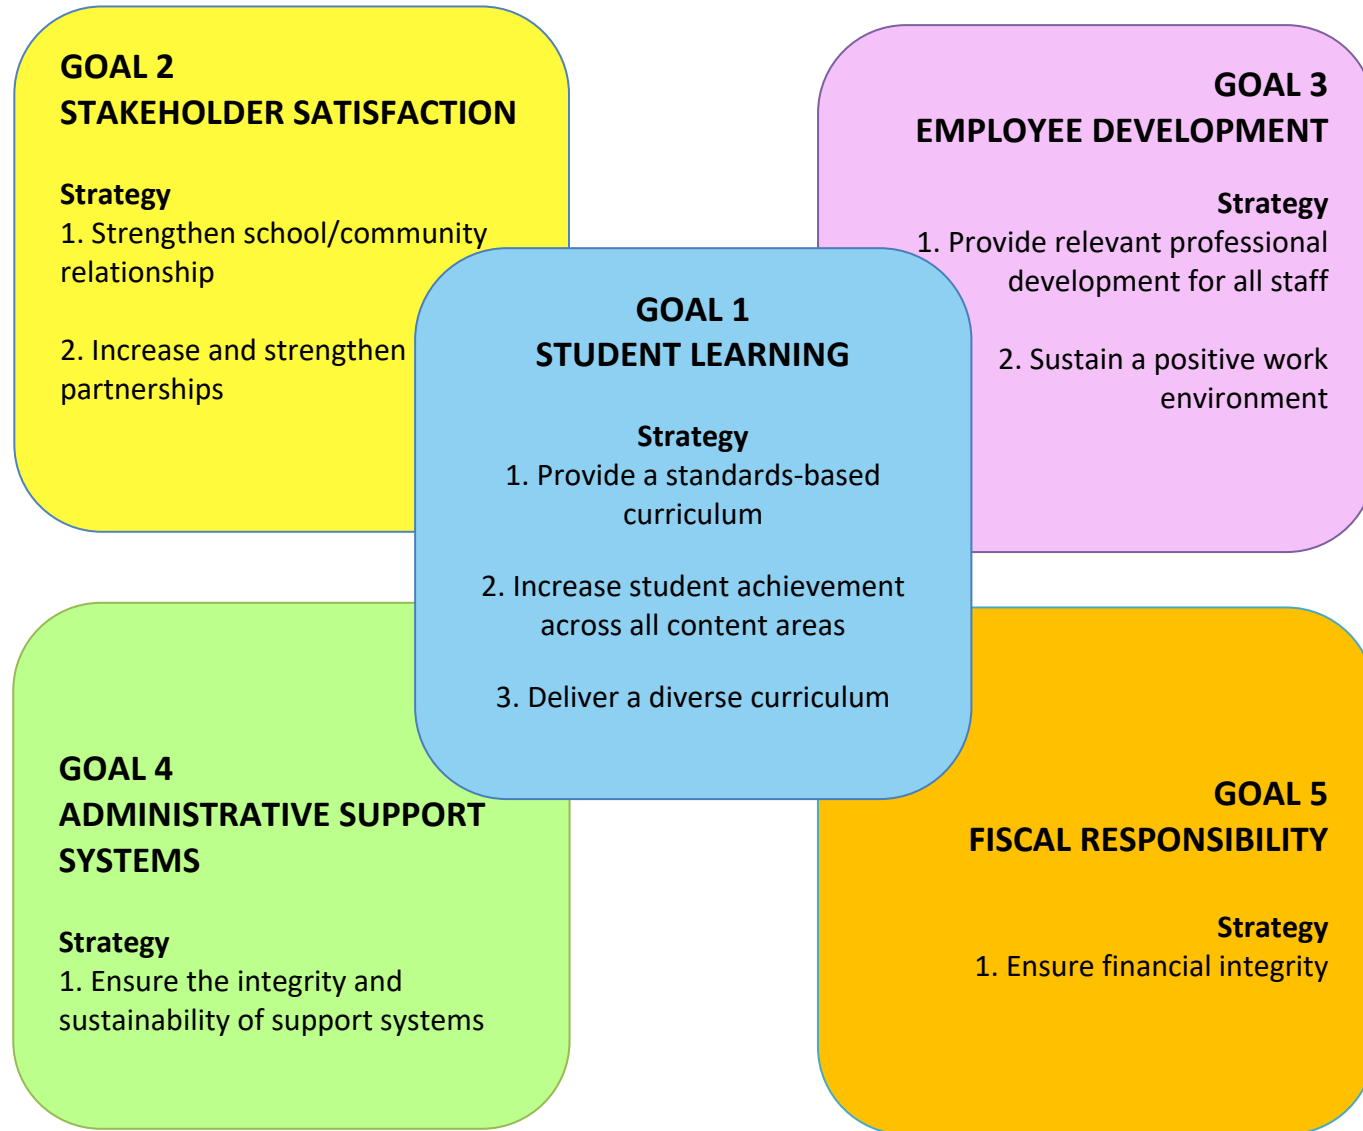 GOAL 2
STAKEHOLDER SATISFACTION
Strategy
1. Strengthen school/community
relationship
2. Increase and strengthen
partnerships
GOAL 3
EMPLOYEE DEVELOPMENT
Strategy
1. Provide relevant professional
development for all staff
2. Sustain a positive work
environment
GOAL 1
STUDENT LEARNING
Strategy
1. Provide a standards-based
curriculum
2. Increase student achievement
across all content areas
3. Deliver a diverse curriculum
GOAL 4
ADMINISTRATIVE SUPPORT
SYSTEMS
Strategy
1. Ensure the integrity and
sustainability of support systems
GOAL 5
FISCAL RESPONSIBILITY
Strategy
1. Ensure financial integrity